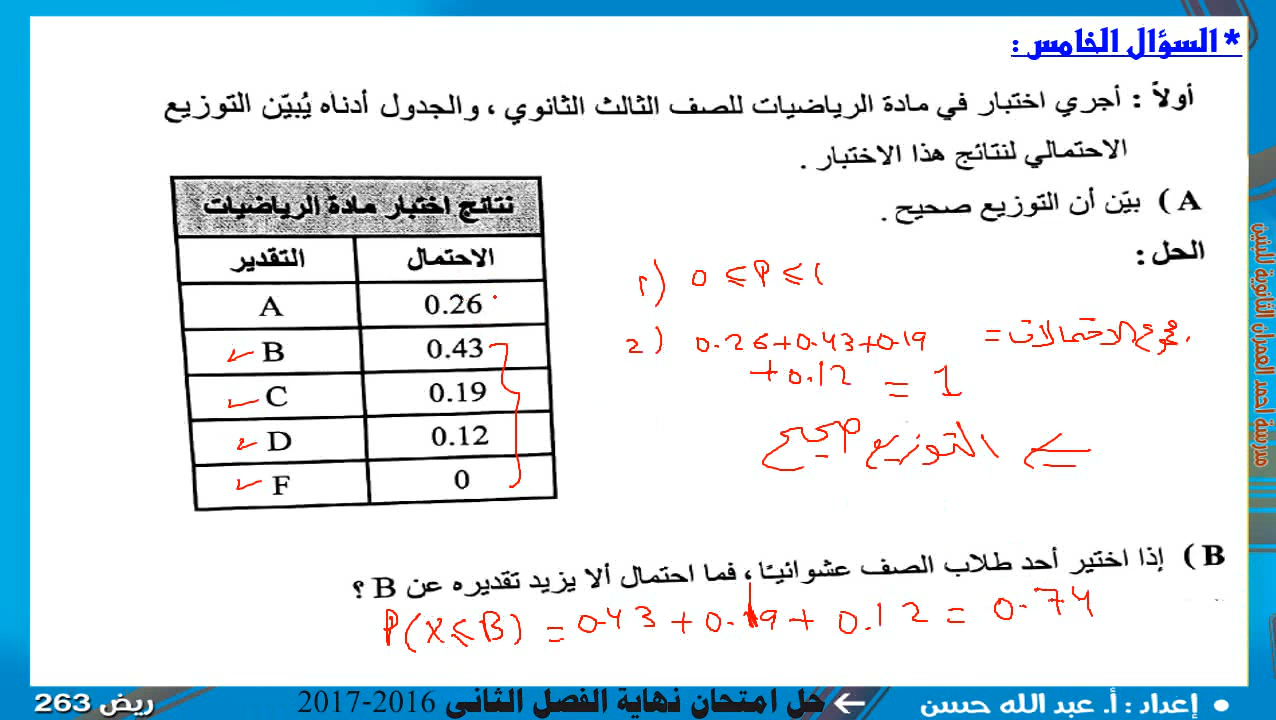 * السؤال الخامس :
أولاً : أجري اختبار في مادة الرياضيات للصف الثالث الثانوي ، والجدول أدناه يُبيّن التوزيع
الاحتمالي لنتائج هذا الاختبار .
A ) بيّن أن التوزيع صحيح .
الحل :
1) 0 ⩽ P ⩽ 1
2) 0.26+0.43+0.19 = مجموع الاحتمالات
+0.12 = 1
⇐ التوزيع صحيح
نتائج اختبار مادة الرياضيات
الاحتمال التقدير
0.26 A
0.43 B
0.19 C
0.12 D
0 F
B ) إذا اختير أحد طلاب الصف عشوائيًا ، فما احتمال ألا يزيد تقديره عن B ؟
P(X⩽B) = 0.43 + 0.19 + 0.12 = 0.74
مدرسة احمد العمران الثانوية للبنين
• إعداد : أ. عبد الله حسن ← حل امتحان نهاية الفصل الثاني 2016-2017 ريض 263